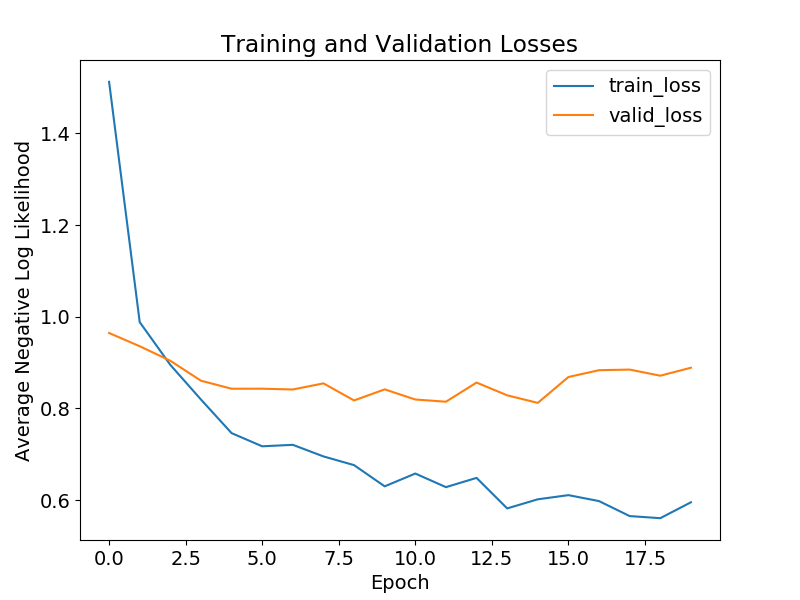 Training and Validation Losses
train_loss
valid_loss
Average Negative Log Likelihood
1.4
1.2
1.0
0.8
0.6
0.0 2.5 5.0 7.5 10.0 12.5 15.0 17.5
Epoch